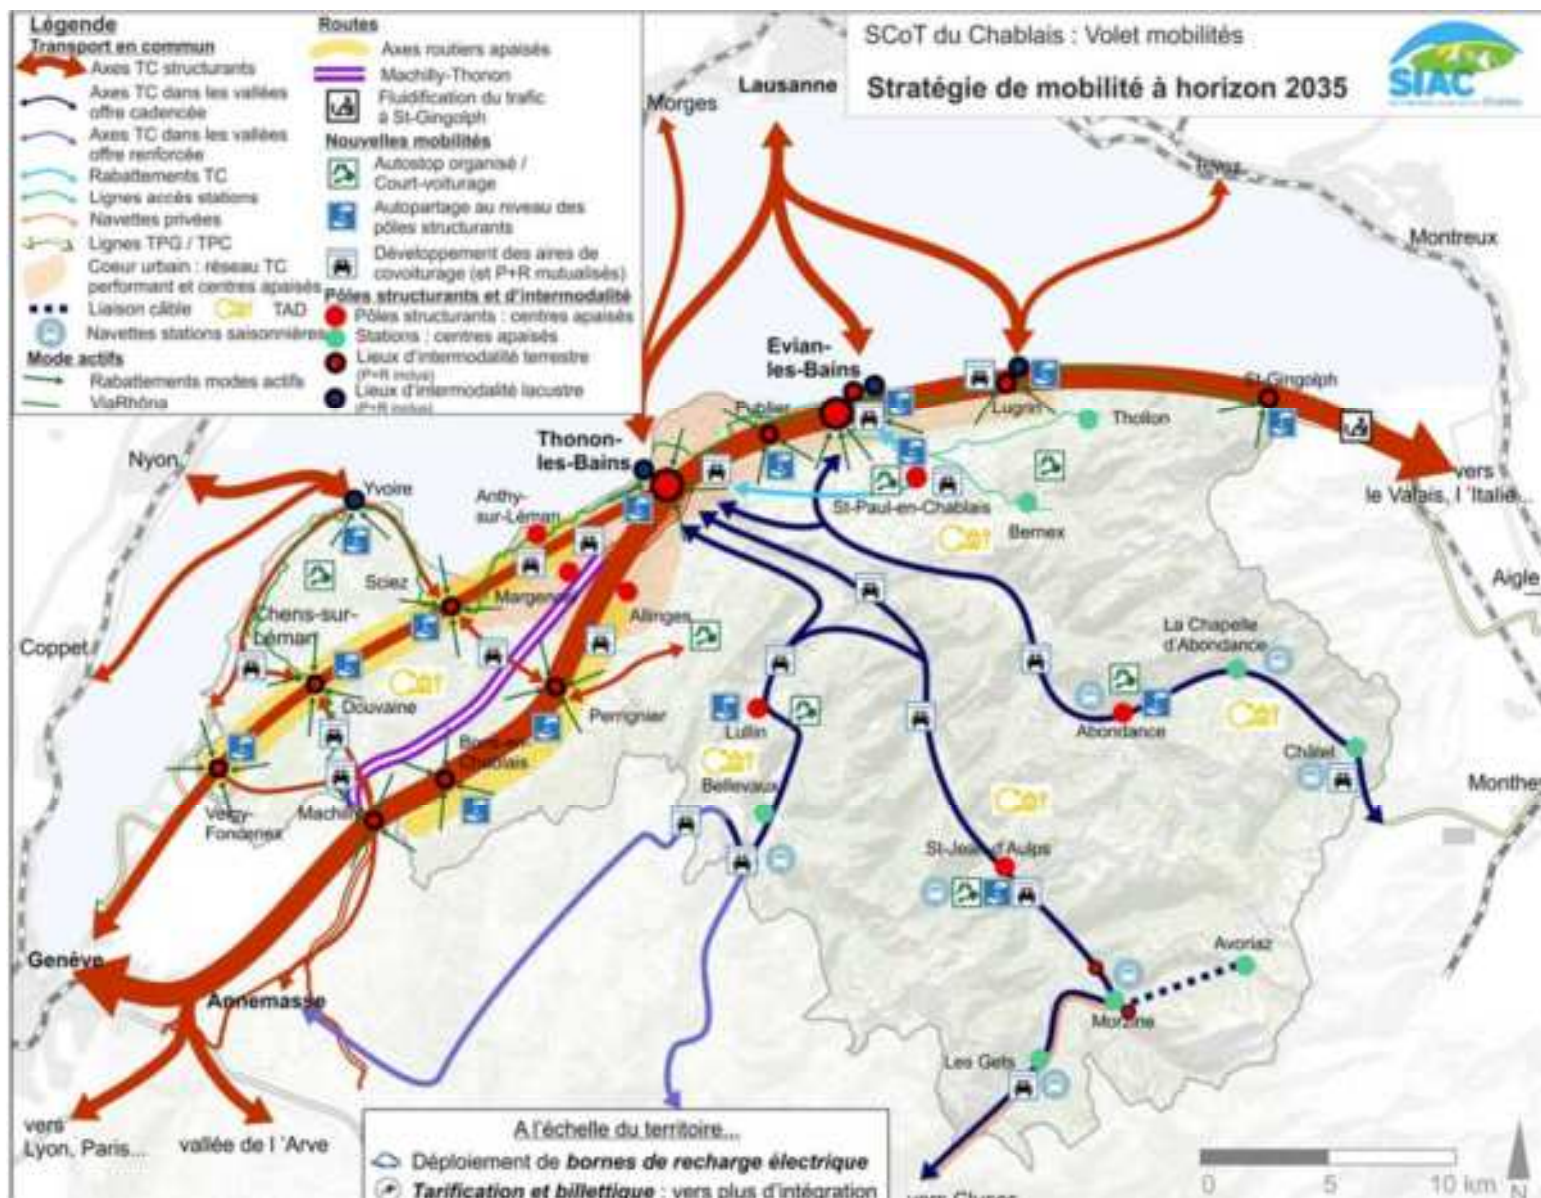 Légende
Transport en commun
Axes TC structurants
Axes TC dans les vallées
offre cadencée
Axes TC dans les vallées
offre renforcée
Rabattements TC
Lignes accès stations
Navettes privées
Lignes TPG / TPC
Coeur urbain : réseau TC
performant et centres apaisés
Liaison câble
TAD
Navettes stations saisonnières
Mode actifs
Rabattements modes actifs
ViaRhôna
Routes
Axes routiers apaisés
Machilly-Thonon
Fluidification du trafic
à St-Gingolph
Nouvelles mobilités
Autostop organisé /
Court-voiturage
Autopartage au niveau des
pôles structurants
Développement des aires de
covoiturage (et P+R mutualisés)
Pôles structurants et d'intermodalité
Pôles structurants : centres apaisés
Stations : centres apaisés
Lieux d'intermodalité terrestre
(P+R inclus)
Lieux d'intermodalité lacustre
(P+R inclus)
SCoT du Chablais : Volet mobilités
Stratégie de mobilité à horizon 2035
SIAC
Lausanne
Morges
Montreux
Evian-
les-Bains
Publier
Lugrin
St-Gingolph
Thollon
Thonon-
les-Bains
Nyon
Yvoire
Anthy-
sur-Léman
St-Paul-en-Chablais
Bernex
vers
le Valais, l 'Italie...
Aigle
Sciez
Margencel
Allinges
Chens-sur-
Léman
Coppet
Douvaine
Perrignier
La Chapelle
d'Abondance
Abondance
Châtel
Lullin
Bellevaux
Monthey
Machilly
St-Jean d'Aulps
Avoriaz
Morzine
Les Gets
Genève
Annemasse
vers
Lyon, Paris...
vallée de l 'Arve
A l'échelle du territoire...
Déploiement de bornes de recharge électrique
Tarification et billettique : vers plus d'intégration
0 5 10 km
N